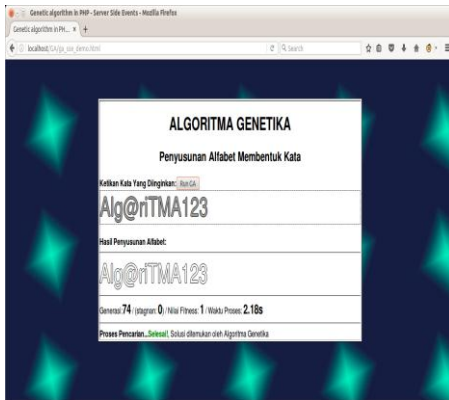 Genetic algorithm in PHP - Server Side Events - Mozilla Firefox
Genetic algorithm in PH... × +
localhost/GA/ga_sse_demo.html
Search
ALGORITMA GENETIKA
Penyusunan Alfabet Membentuk Kata
Ketikan Kata Yang Diinginkan: Run GA
Alg@riTMA123
Hasil Penyusunan Alfabet:
Alg@riTMA123
Generasi: 74 / (stagnan: 0) / Nilai Fitness: 1 / Waktu Proses: 2.18s
Proses Pencarian...Selesai!, Solusi ditemukan oleh Algoritma Genetika